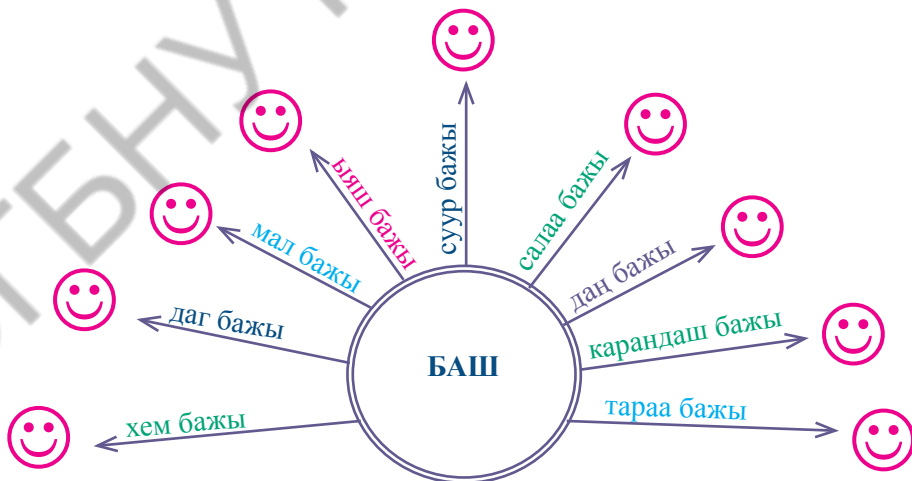 суур бажы
ыяш бажы
салаа бажы
мал бажы
даң бажы
даг бажы
карандаш бажы
БАШ
хем бажы
тараа бажы